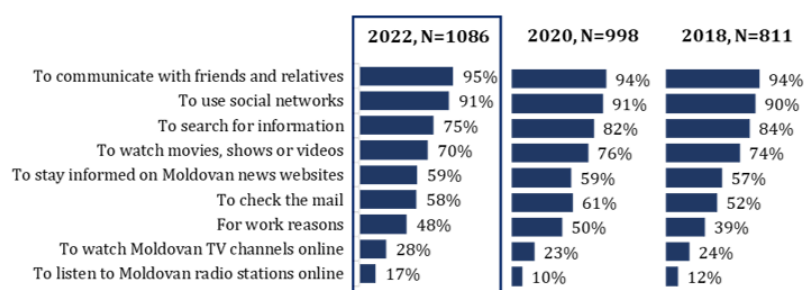 2022, N=1086 2020, N=998 2018, N=811
To communicate with friends and relatives 95% 94% 94%
To use social networks 91% 91% 90%
To search for information 75% 82% 84%
To watch movies, shows or videos 70% 76% 74%
To stay informed on Moldovan news websites 59% 59% 57%
To check the mail 58% 61% 52%
For work reasons 48% 50% 39%
To watch Moldovan TV channels online 28% 23% 24%
To listen to Moldovan radio stations online 17% 10% 12%